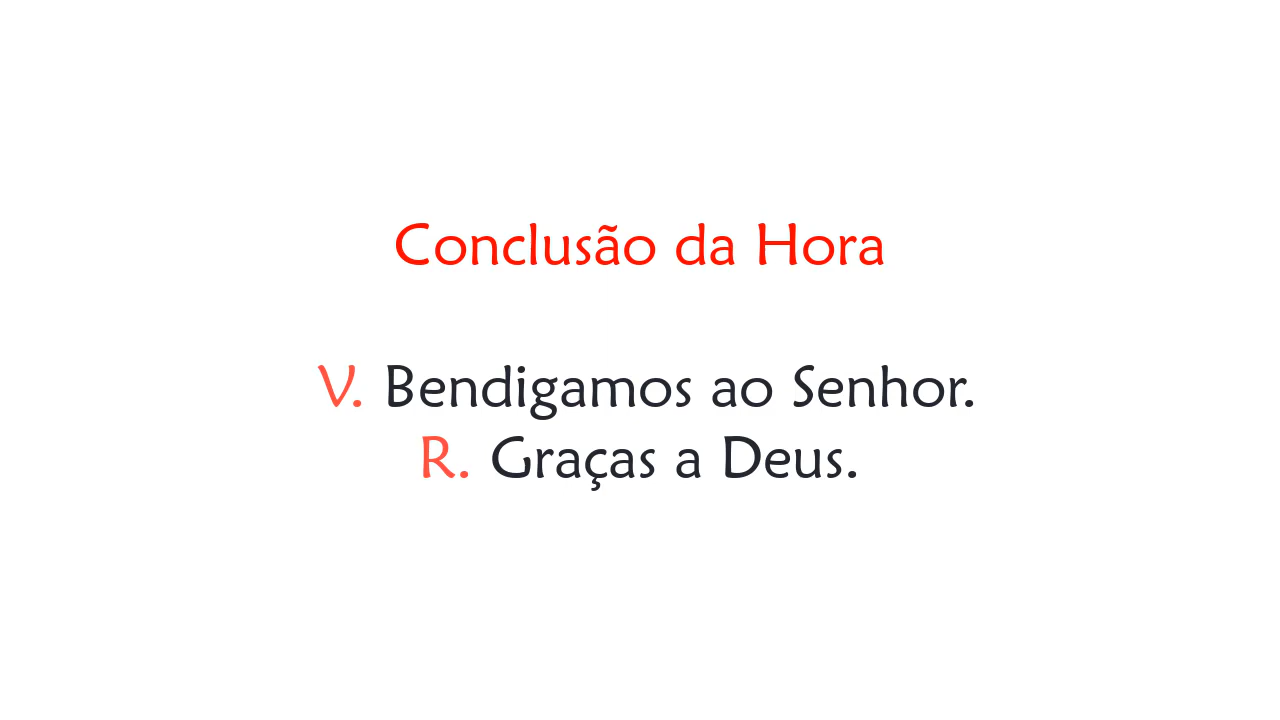 Conclusão da Hora
V. Bendigamos ao Senhor.
R. Graças a Deus.